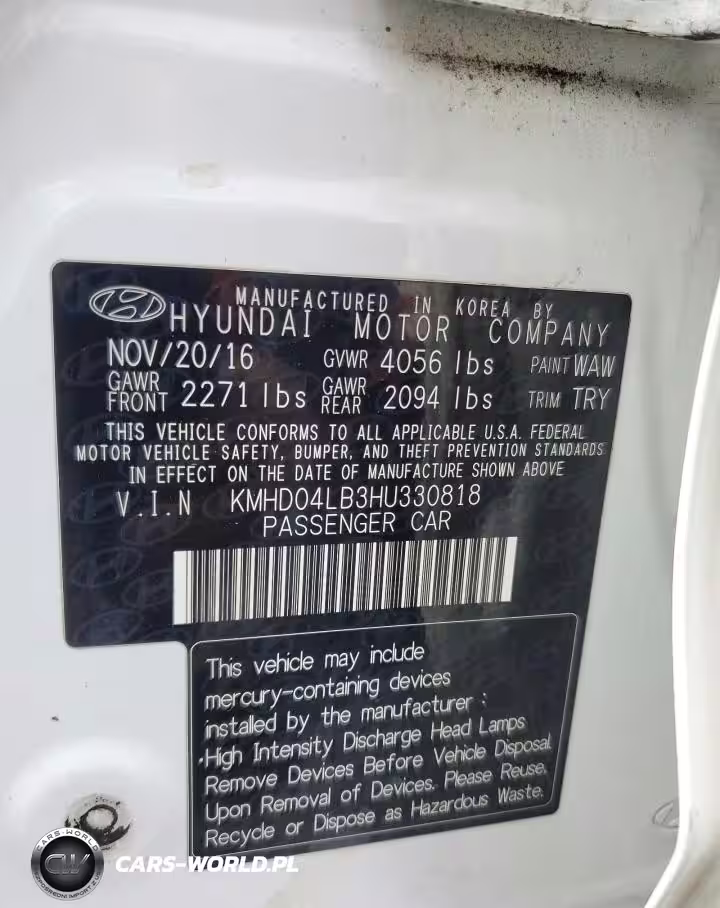 MANUFACTURED IN KOREA BY
HYUNDAI MOTOR COMPANY
NOV/20/16 GVWR 4056 lbs PAINT WAW
GAWR FRONT 2271 lbs GAWR REAR 2094 lbs TRIM TRY
THIS VEHICLE CONFORMS TO ALL APPLICABLE U.S.A. FEDERAL
MOTOR VEHICLE SAFETY, BUMPER, AND THEFT PREVENTION STANDARDS
IN EFFECT ON THE DATE OF MANUFACTURE SHOWN ABOVE
V.I.N KMHD04LB3HU330818
PASSENGER CAR
This vehicle may include
mercury-containing devices
installed by the manufacturer :
·High Intensity Discharge Head Lamps
Remove Devices Before Vehicle Disposal.
Upon Removal of Devices. Please Reuse,
Recycle or Dispose as Hazardous Waste.
CARS-WORLD
CW
CARS-WORLD.PL